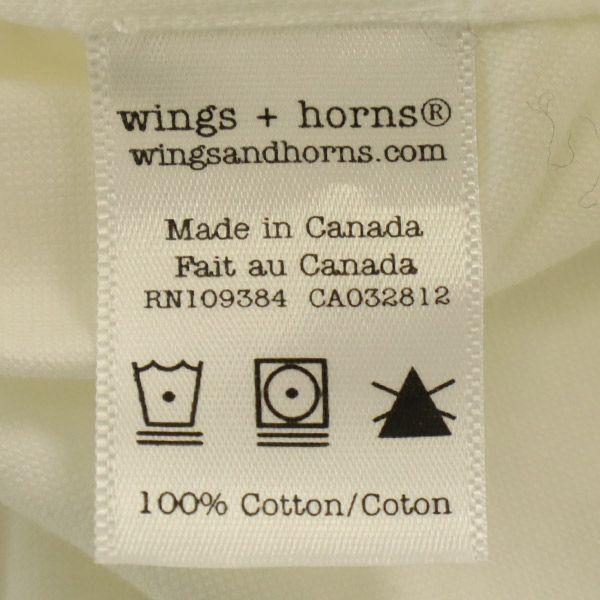 wings + horns®
wingsandhorns.com
Made in Canada
Fait au Canada
RN109384 CA032812
100% Cotton/Coton